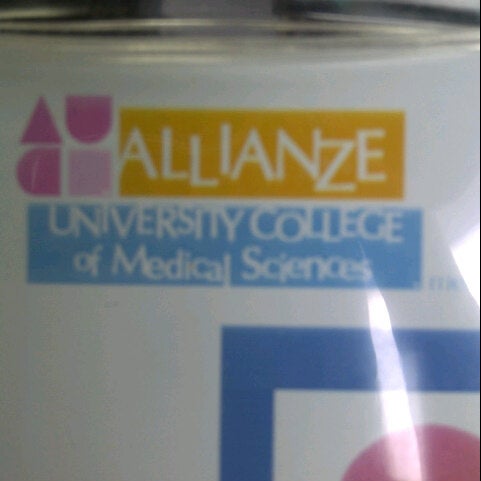 ALLIANZE
UNIVERSITY COLLEGE
of Medical Sciences